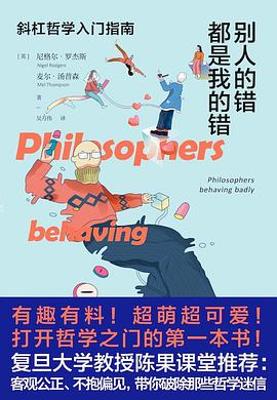 斜杠哲学入门指南
别人的错
都是我的错
[英]
尼格尔·罗杰斯
Nigel Rodgers
麦尔·汤普森
Mel Thompson
著
吴万伟 译
Philosophers
behaving badly
Philosophers
behaving
有趣有料!超萌超可爱!
打开哲学之门的第一本书!
复旦大学教授陈果课堂推荐:
客观公正、不抱偏见,带你破除那些哲学迷信